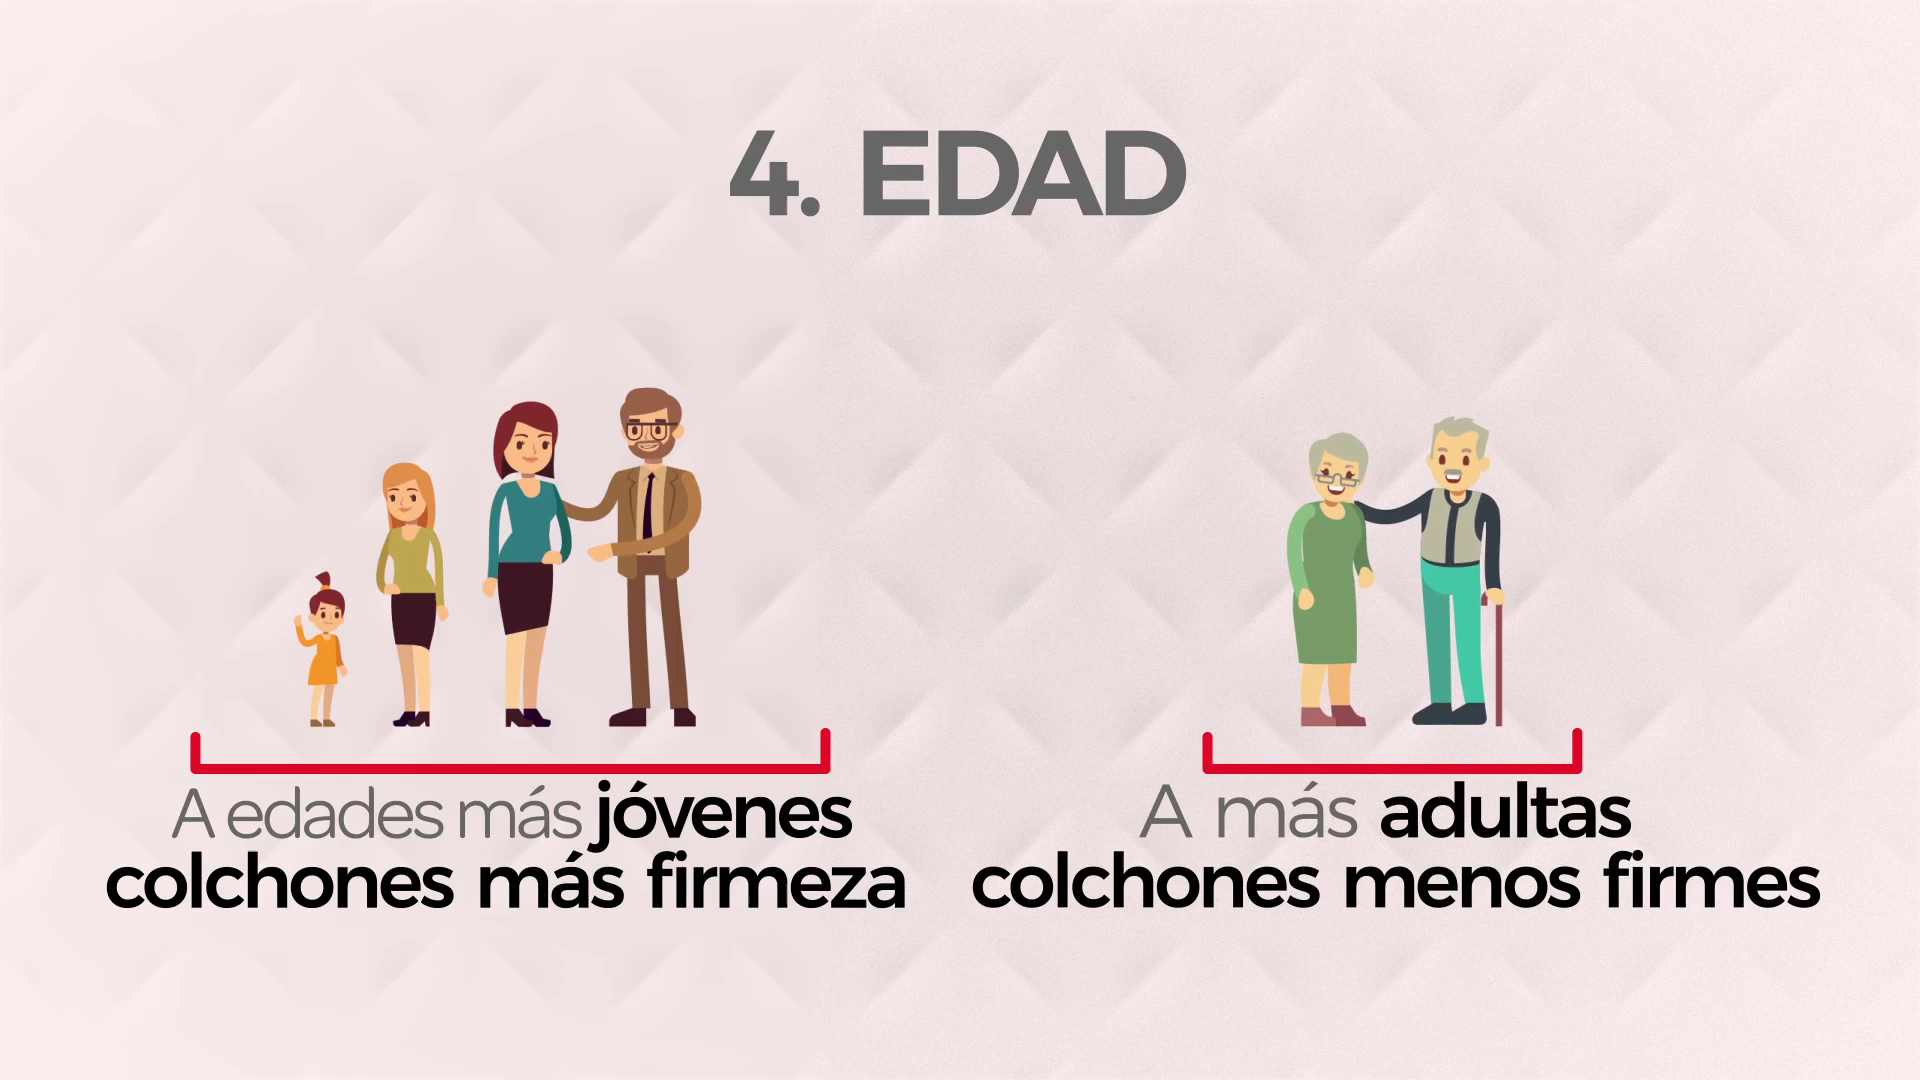 4. EDAD
A edades más jóvenes
colchones más firmeza
A más adultas
colchones menos firmes